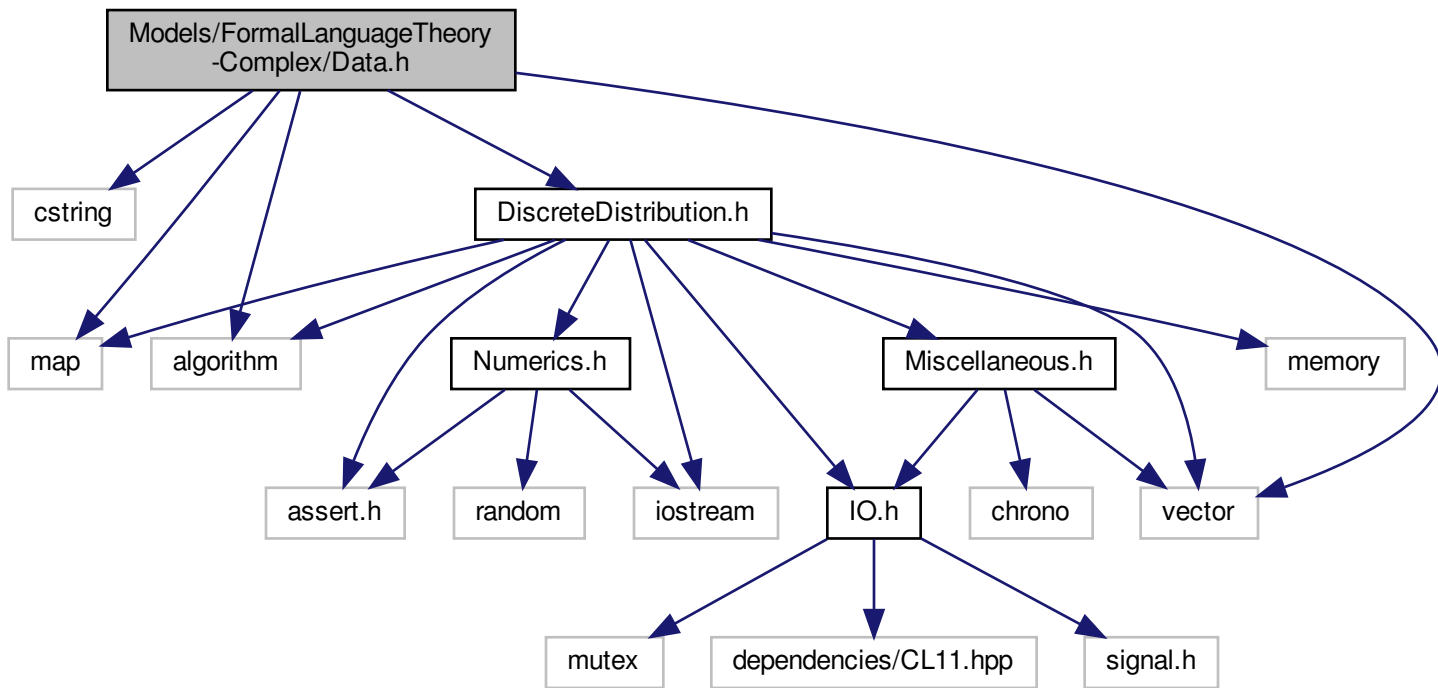 Models/FormalLanguageTheory
-Complex/Data.h
cstring
DiscreteDistribution.h
map
algorithm
Numerics.h
Miscellaneous.h
memory
assert.h
random
iostream
IO.h
chrono
vector
mutex
dependencies/CL11.hpp
signal.h